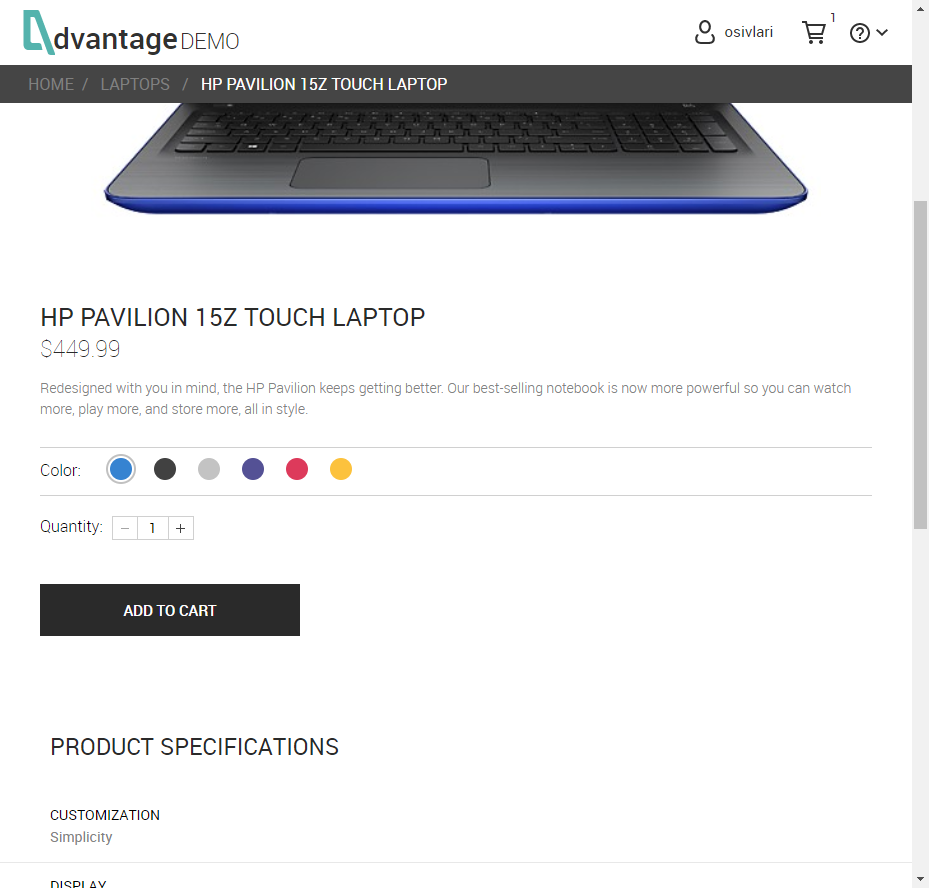 dvantage DEMO
osivlari
1
?
HOME / LAPTOPS / HP PAVILION 15Z TOUCH LAPTOP
HP PAVILION 15Z TOUCH LAPTOP
$449.99
Redesigned with you in mind, the HP Pavilion keeps getting better. Our best-selling notebook is now more powerful so you can watch
more, play more, and store more, all in style.
Color:
Quantity: − 1 +
ADD TO CART
PRODUCT SPECIFICATIONS
CUSTOMIZATION
Simplicity
DISPLAY